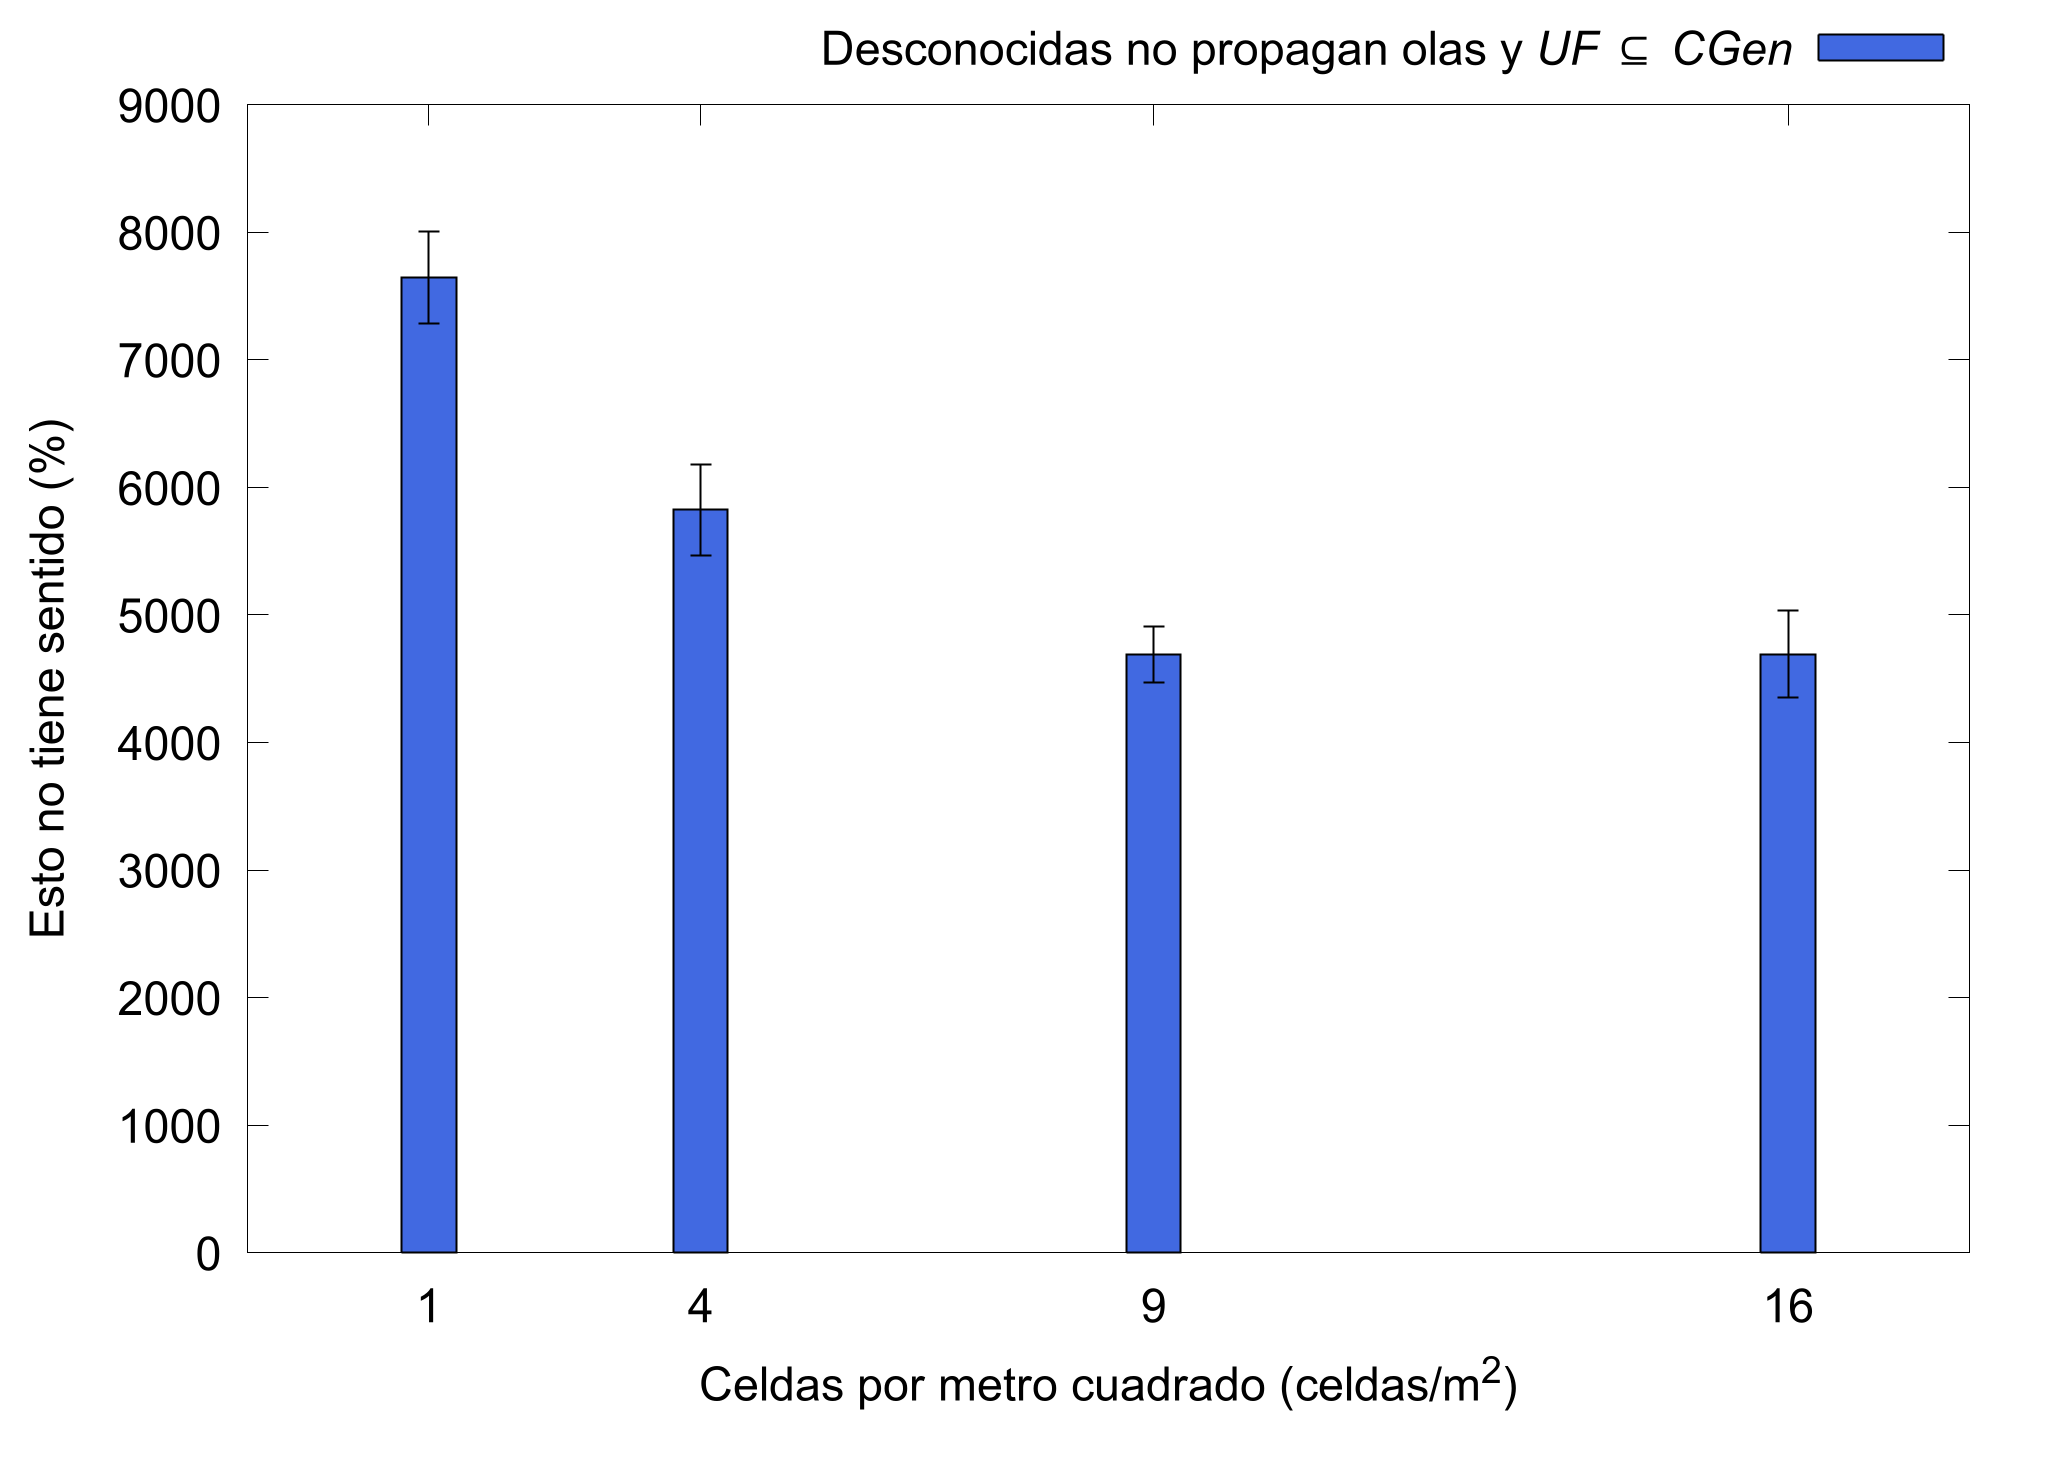 Desconocidas no propagan olas y UF ⊆ CGen
9000
8000
7000
6000
5000
4000
3000
2000
1000
0
Esto no tiene sentido (%)
1 4 9 16
Celdas por metro cuadrado (celdas/m²)